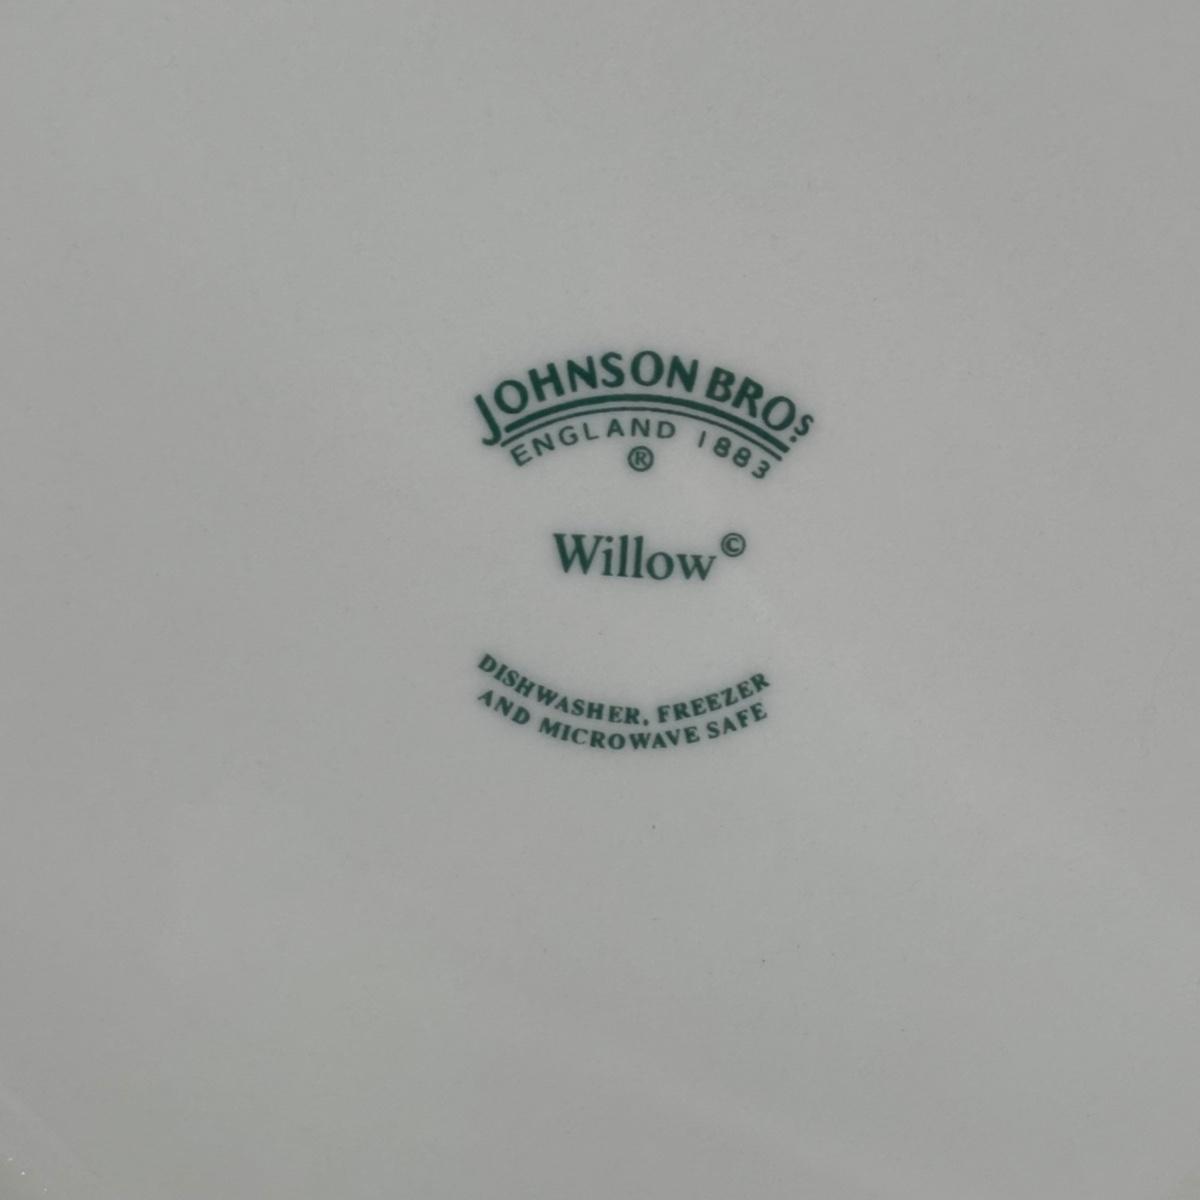 JOHNSON BROS
ENGLAND 1883
®
Willow©
DISHWASHER, FREEZER
AND MICROWAVE SAFE